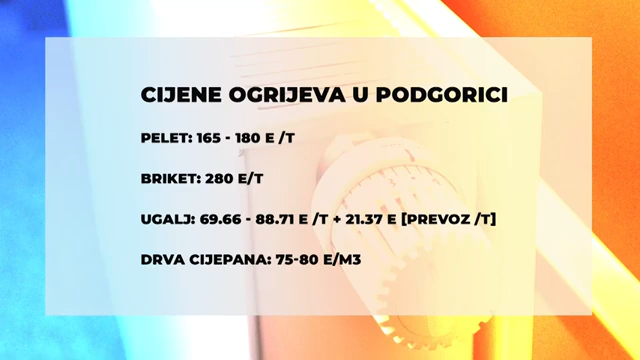 CIJENE OGRIJEVA U PODGORICI
PELET: 165 - 180 E /T
BRIKET: 280 E/T
UGALJ: 69.66 - 88.71 E /T + 21.37 E [PREVOZ /T]
DRVA CIJEPANA: 75-80 E/M3